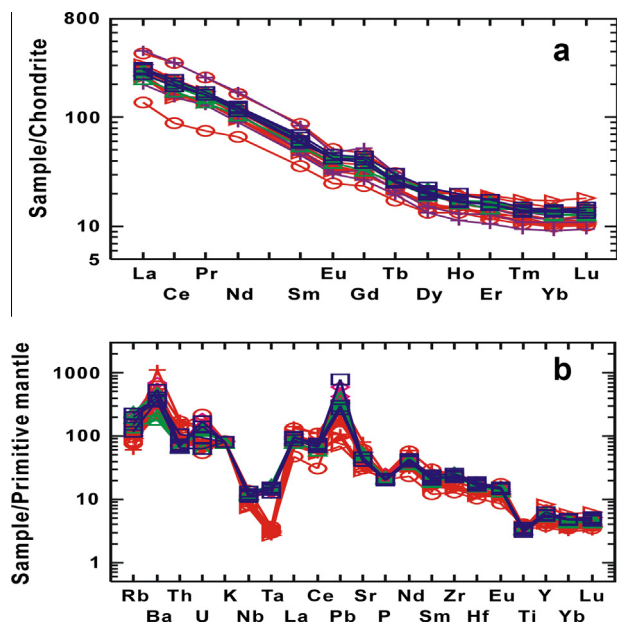 800
a
100
10
5
Sample/Chondrite
La Pr Eu Tb Ho Tm Lu
Ce Nd Sm Gd Dy Er Yb
b
1000
100
10
1
Sample/Primitive mantle
Rb Th K Ta Ce Sr Nd Zr Eu Y Lu
Ba U Nb La Pb P Sm Hf Ti Yb